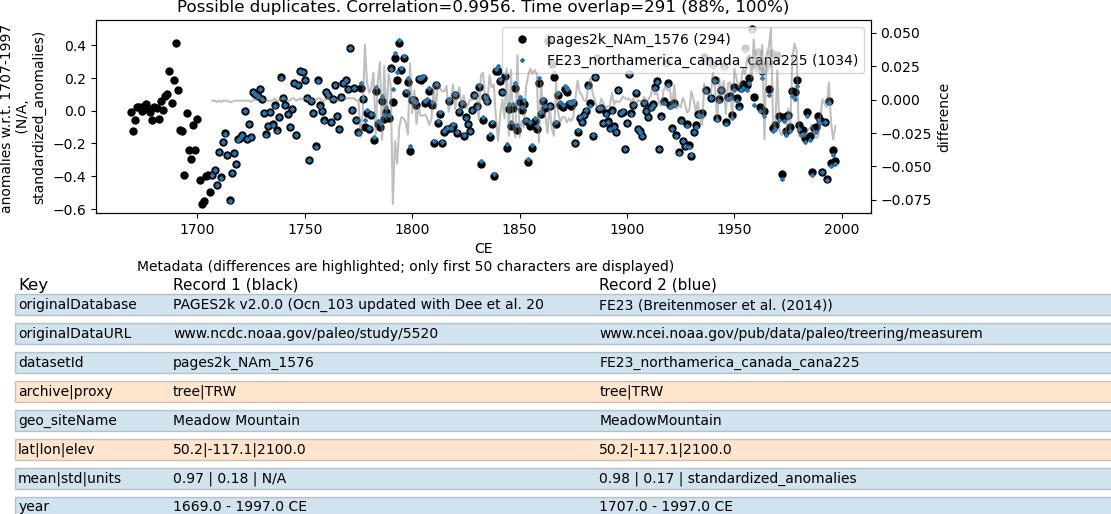 Possible duplicates. Correlation=0.9956. Time overlap=291 (88%, 100%)
anomalies w.r.t. 1707-1997
(N/A,
standardized_anomalies)
0.4
0.2
0.0
−0.2
−0.4
−0.6
pages2k_NAm_1576 (294)
FE23_northamerica_canada_cana225 (1034)
0.050
0.025
0.000
−0.025
−0.050
−0.075
difference
1700 1750 1800 1850 1900 1950 2000
CE
Metadata (differences are highlighted; only first 50 characters are displayed)
Key Record 1 (black) Record 2 (blue)
originalDatabase PAGES2k v2.0.0 (Ocn_103 updated with Dee et al. 20 FE23 (Breitenmoser et al. (2014))
originalDataURL www.ncdc.noaa.gov/paleo/study/5520 www.ncei.noaa.gov/pub/data/paleo/treering/measurem
datasetId pages2k_NAm_1576 FE23_northamerica_canada_cana225
archive|proxy tree|TRW tree|TRW
geo_siteName Meadow Mountain MeadowMountain
lat|lon|elev 50.2|-117.1|2100.0 50.2|-117.1|2100.0
mean|std|units 0.97 | 0.18 | N/A 0.98 | 0.17 | standardized_anomalies
year 1669.0 - 1997.0 CE 1707.0 - 1997.0 CE